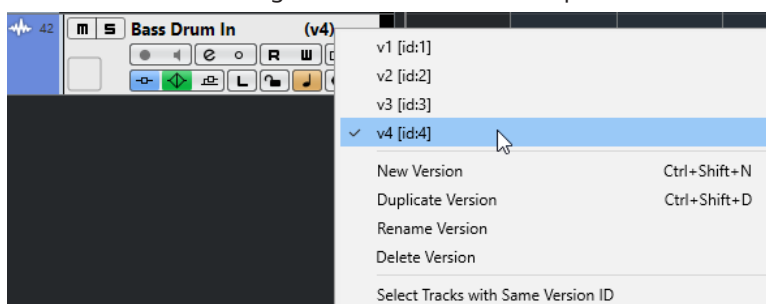 42 m S Bass Drum In (v4)
e R W
L
v1 [id:1]
v2 [id:2]
v3 [id:3]
v4 [id:4]
New Version Ctrl+Shift+N
Duplicate Version Ctrl+Shift+D
Rename Version
Delete Version
Select Tracks with Same Version ID